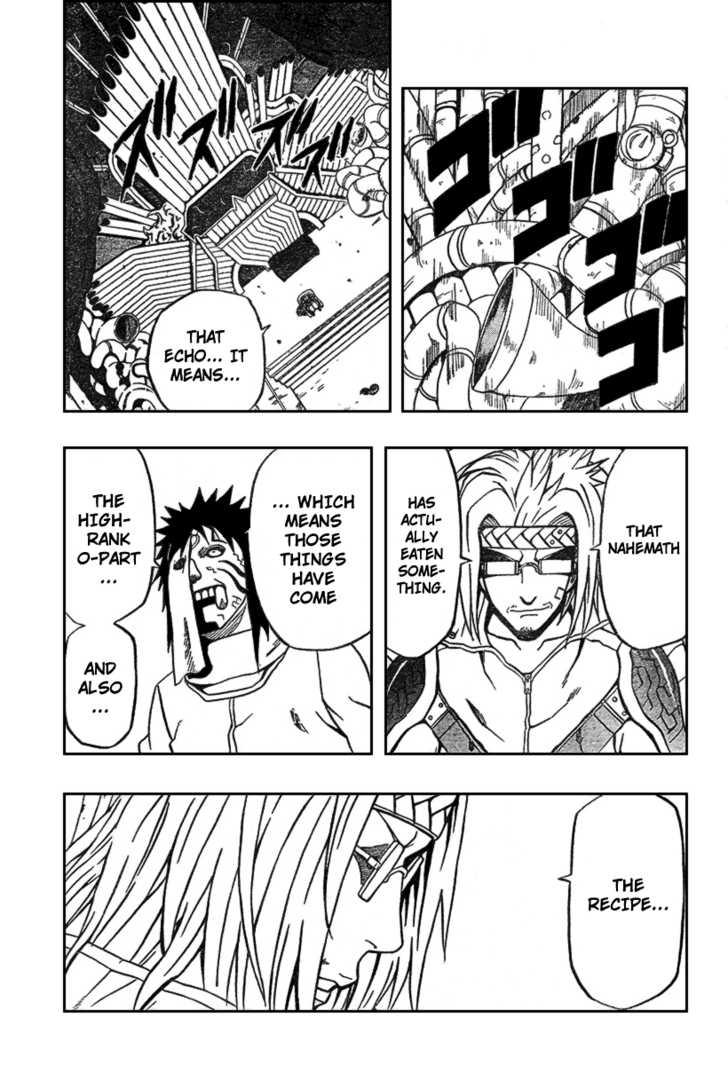 ゴゴゴゴ
ズズズズ
THAT
ECHO... IT
MEANS...
THAT
NAHEMATH
HAS
ACTU-
ALLY
EATEN
SOME-
THING.
... WHICH
MEANS
THOSE
THINGS
HAVE
COME
THE
HIGH-
RANK
O-PART
...
AND
ALSO
...
THE
RECIPE...